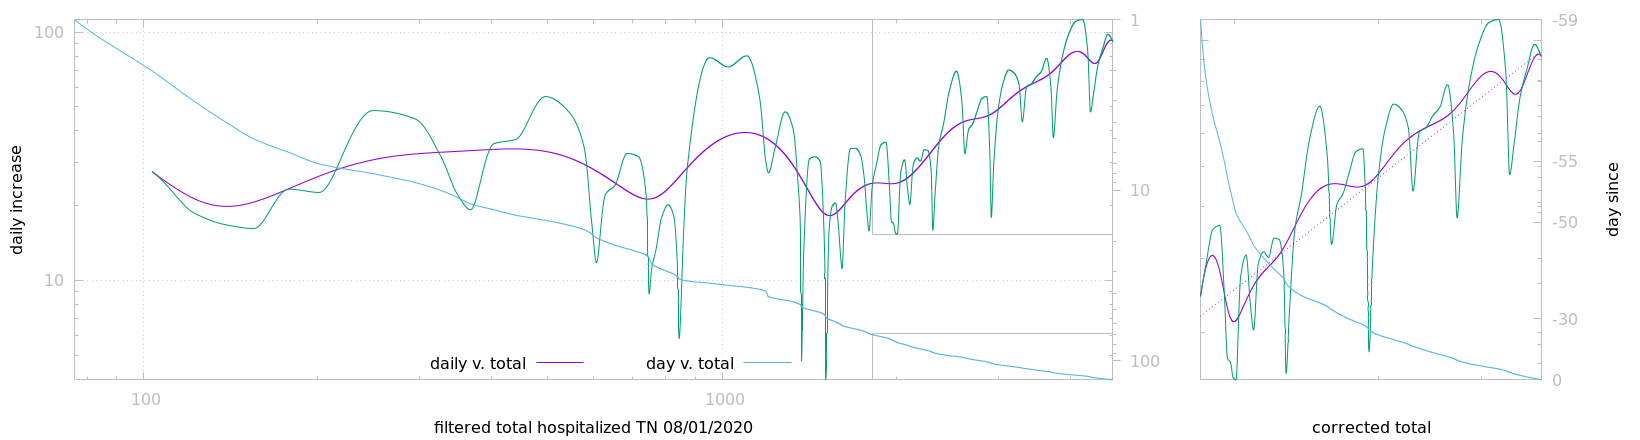 100
10
daily increase
daily v. total
day v. total
100
1000
filtered total hospitalized TN 08/01/2020
1
10
100
-59
-55
-50
-30
0
day since
corrected total